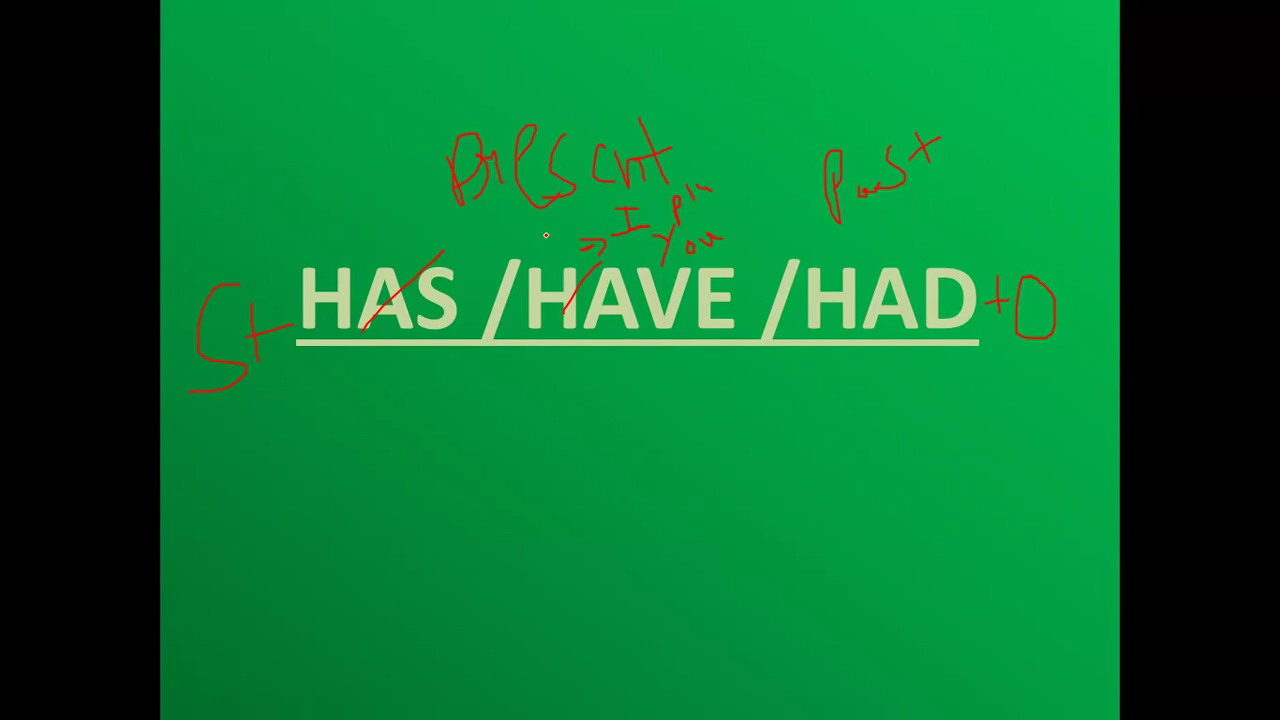 Present Past
I Plu
=> you
S+ HAS /HAVE /HAD +O